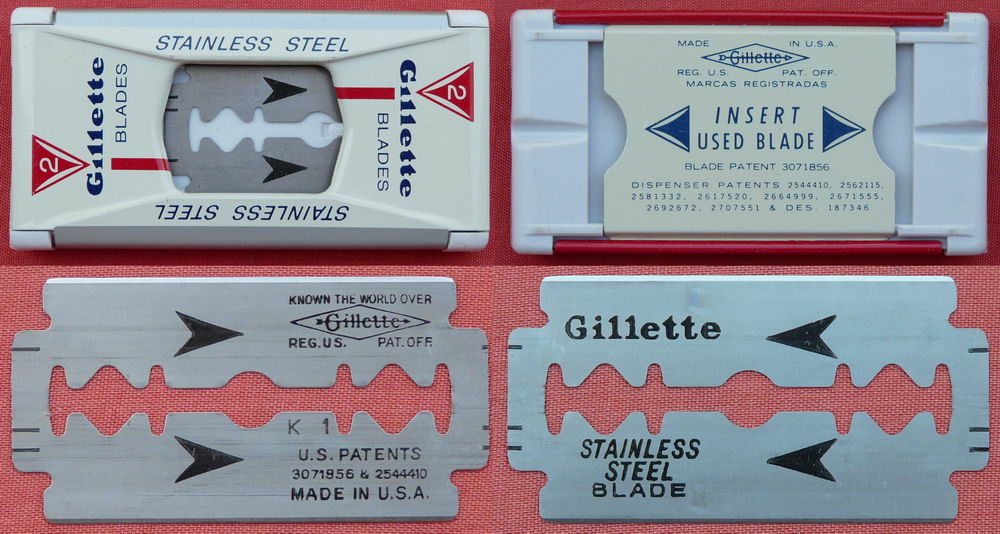 STAINLESS STEEL
Gillette
BLADES
2
2
Gillette
BLADES
STAINLESS STEEL
MADE IN U.S.A.
Gillette
REG. U.S. PAT. OFF.
MARCAS REGISTRADAS
INSERT
USED BLADE
BLADE PATENT 3071856
DISPENSER PATENTS 2544410, 2562115,
2581332, 2617520, 2664999, 2671555,
2692672, 2707551 & DES. 187346
KNOWN THE WORLD OVER
Gillette
REG. U.S. PAT. OFF.
K 1
U.S. PATENTS
3071856 & 2544410
MADE IN U.S.A.
Gillette
STAINLESS
STEEL
BLADE